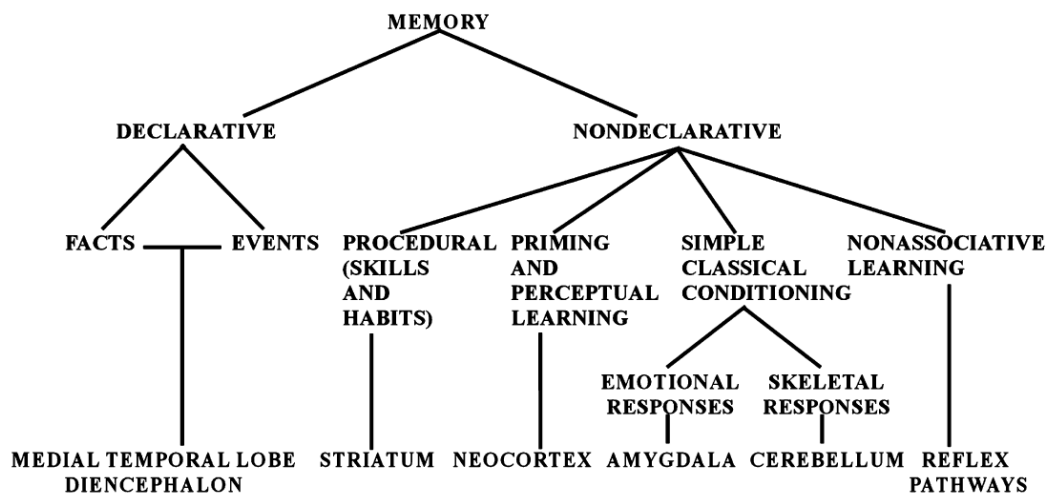 MEMORY
DECLARATIVE
NONDECLARATIVE
FACTS
EVENTS
PROCEDURAL
(SKILLS
AND
HABITS)
PRIMING
AND
PERCEPTUAL
LEARNING
SIMPLE
CLASSICAL
CONDITIONING
NONASSOCIATIVE
LEARNING
EMOTIONAL
RESPONSES
SKELETAL
RESPONSES
MEDIAL TEMPORAL LOBE
DIENCEPHALON
STRIATUM
NEOCORTEX
AMYGDALA
CEREBELLUM
REFLEX
PATHWAYS